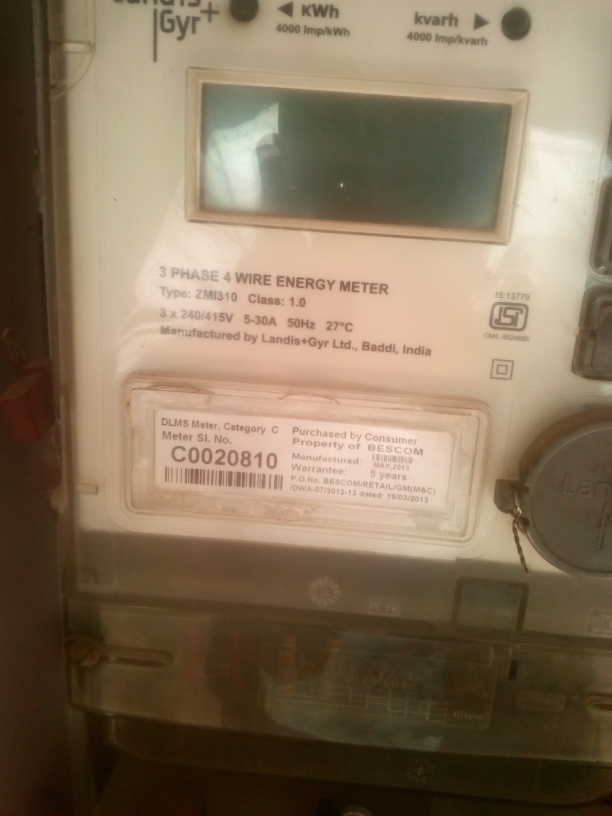 Landis
Gyr+
◀ kWh
4000 Imp/kWh
kvarh ▶
4000 Imp/kvarh
3 PHASE 4 WIRE ENERGY METER
Type: ZMI310 Class: 1.0
3 x 240/415V 5-30A 50Hz 27°C
Manufactured by Landis+Gyr Ltd., Baddi, India
IS:13779
DLMS Meter, Category C
Meter Sl. No.
C0020810
Purchased by Consumer
Property of BESCOM
Manufactured:
MAY,2013
Warrantee: 5 years
P.O.No. BESCOM/RETAIL/GM(M&C)
/DWA-07/2012-13 dated: 19/03/2013
Lan